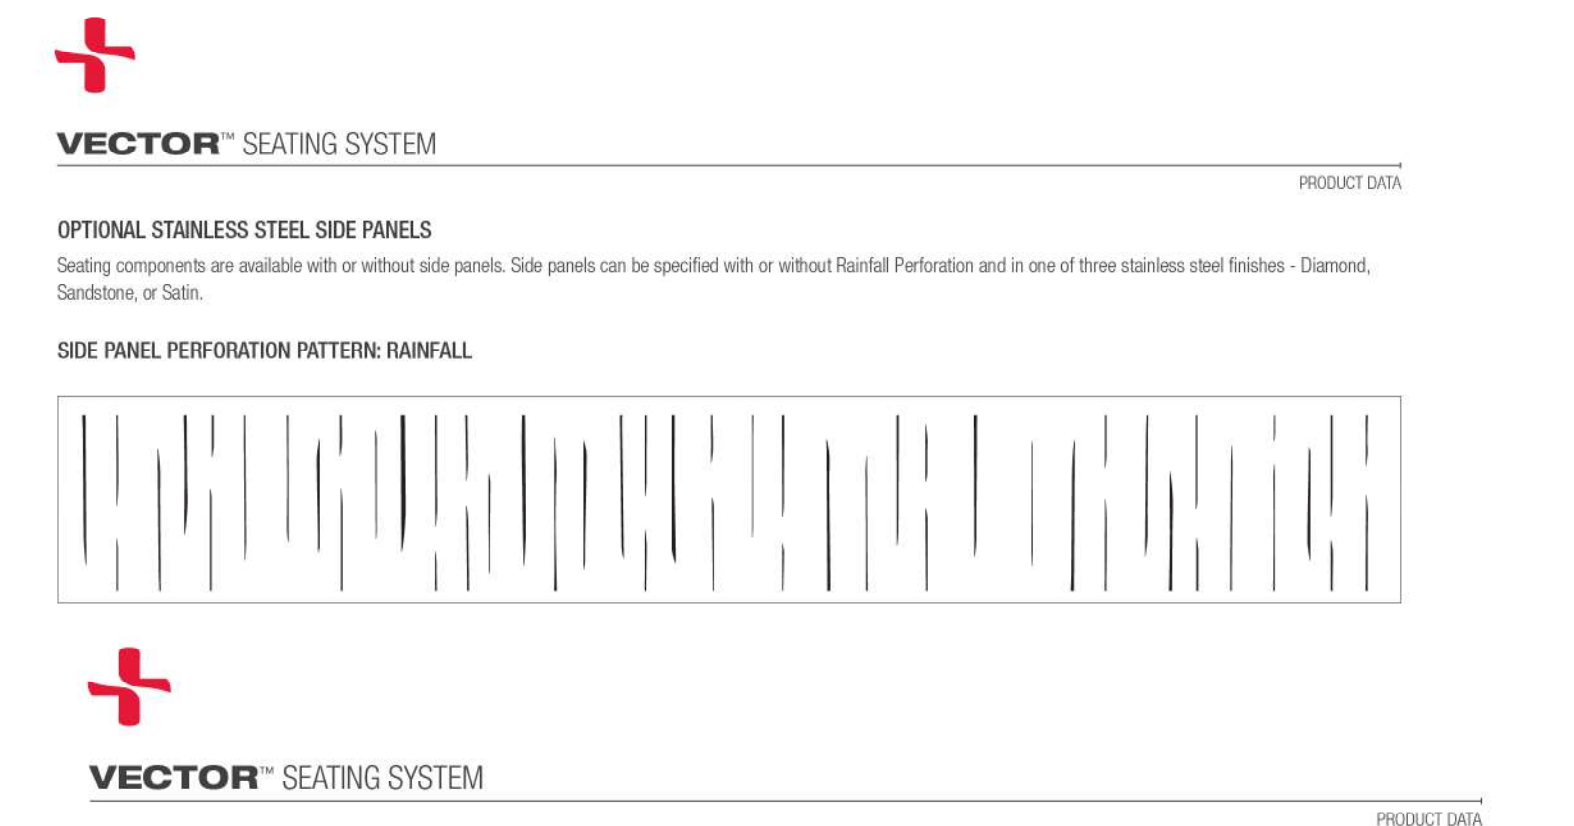 VECTOR™ SEATING SYSTEM
PRODUCT DATA
OPTIONAL STAINLESS STEEL SIDE PANELS
Seating components are available with or without side panels. Side panels can be specified with or without Rainfall Perforation and in one of three stainless steel finishes - Diamond,
Sandstone, or Satin.
SIDE PANEL PERFORATION PATTERN: RAINFALL
VECTOR™ SEATING SYSTEM
PRODUCT DATA